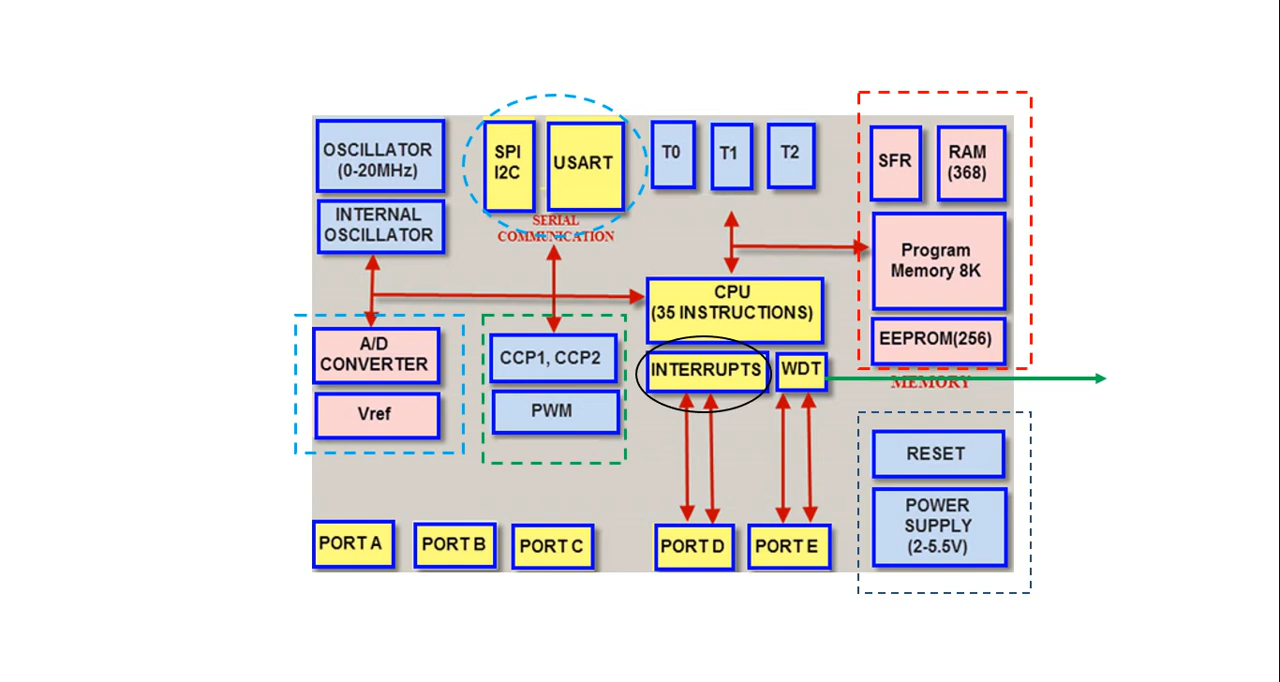 OSCILLATOR
(0-20MHz)
INTERNAL
OSCILLATOR
SPI
I2C
USART
SERIAL
COMMUNICATION
T0
T1
T2
SFR
RAM
(368)
Program
Memory 8K
EEPROM(256)
MEMORY
CPU
(35 INSTRUCTIONS)
INTERRUPTS
WDT
A/D
CONVERTER
Vref
CCP1, CCP2
PWM
RESET
POWER
SUPPLY
(2-5.5V)
PORT A
PORT B
PORT C
PORT D
PORT E